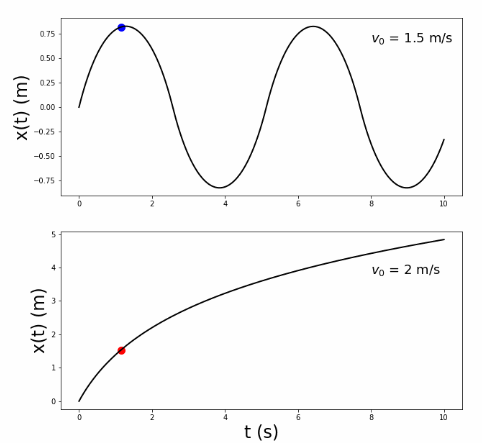 x(t) (m)
0.75
0.50
0.25
0.00
−0.25
−0.50
−0.75
v₀ = 1.5 m/s
0 2 4 6 8 10
x(t) (m)
5
4
3
2
1
0
v₀ = 2 m/s
0 2 4 6 8 10
t (s)